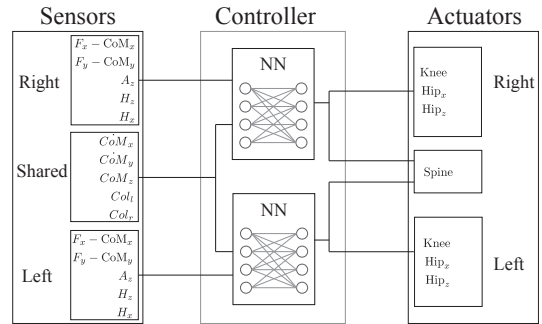 Sensors Controller Actuators
Right
F_x − CoM_x
F_y − CoM_y
A_z
H_z
H_x
Shared
CȯM_x
CȯM_y
CoM_z
Col_l
Col_r
Left
F_x − CoM_x
F_y − CoM_y
A_z
H_z
H_x
NN
NN
Knee
Hip_x
Hip_z
Right
Spine
Knee
Hip_x
Hip_z
Left